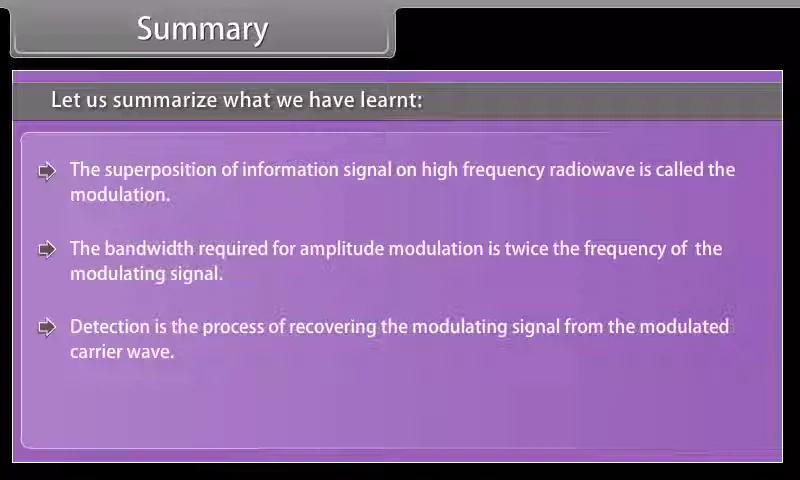 Summary
Let us summarize what we have learnt:
The superposition of information signal on high frequency radiowave is called the
modulation.
The bandwidth required for amplitude modulation is twice the frequency of the
modulating signal.
Detection is the process of recovering the modulating signal from the modulated
carrier wave.